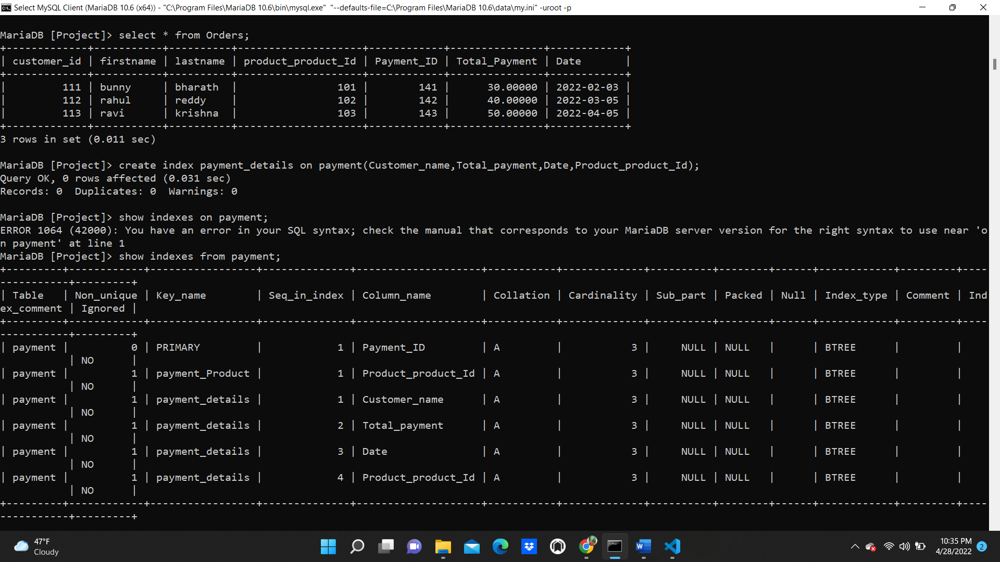 Select MySQL Client (MariaDB 10.6 (x64)) - "C:\Program Files\MariaDB 10.6\bin\mysql.exe"  "--defaults-file=C:\Program Files\MariaDB 10.6\data\my.ini" -uroot -p
MariaDB [Project]> select * from Orders;
+-------------+-----------+----------+--------------------+------------+---------------+------------+
| customer_id | firstname | lastname | product_product_Id | Payment_ID | Total_Payment | Date       |
+-------------+-----------+----------+--------------------+------------+---------------+------------+
|         111 | bunny     | bharath  |                101 |        141 |      30.00000 | 2022-02-03 |
|         112 | rahul     | reddy    |                102 |        142 |      40.00000 | 2022-03-05 |
|         113 | ravi      | krishna  |                103 |        143 |      50.00000 | 2022-04-05 |
+-------------+-----------+----------+--------------------+------------+---------------+------------+
3 rows in set (0.011 sec)
MariaDB [Project]> create index payment_details on payment(Customer_name,Total_payment,Date,Product_product_Id);
Query OK, 0 rows affected (0.031 sec)
Records: 0  Duplicates: 0  Warnings: 0
MariaDB [Project]> show indexes on payment;
ERROR 1064 (42000): You have an error in your SQL syntax; check the manual that corresponds to your MariaDB server version for the right syntax to use near 'o
n payment' at line 1
MariaDB [Project]> show indexes from payment;
+---------+------------+-----------------+--------------+--------------------+-----------+-------------+----------+--------+------+------------+---------+----
-----------+---------+
| Table   | Non_unique | Key_name        | Seq_in_index | Column_name        | Collation | Cardinality | Sub_part | Packed | Null | Index_type | Comment | Ind
ex_comment | Ignored |
+---------+------------+-----------------+--------------+--------------------+-----------+-------------+----------+--------+------+------------+---------+----
-----------+---------+
| payment |          0 | PRIMARY         |            1 | Payment_ID         | A         |           3 |     NULL | NULL   |      | BTREE      |         |
           | NO      |
| payment |          1 | payment_Product |            1 | Product_product_Id | A         |           3 |     NULL | NULL   |      | BTREE      |         |
           | NO      |
| payment |          1 | payment_details |            1 | Customer_name      | A         |           3 |     NULL | NULL   |      | BTREE      |         |
           | NO      |
| payment |          1 | payment_details |            2 | Total_payment      | A         |           3 |     NULL | NULL   |      | BTREE      |         |
           | NO      |
| payment |          1 | payment_details |            3 | Date               | A         |           3 |     NULL | NULL   |      | BTREE      |         |
           | NO      |
| payment |          1 | payment_details |            4 | Product_product_Id | A         |           3 |     NULL | NULL   |      | BTREE      |         |
           | NO      |
+---------+------------+-----------------+--------------+--------------------+-----------+-------------+----------+--------+------+------------+---------+----
-----------+---------+
47°F
Cloudy
10:35 PM
4/28/2022
2